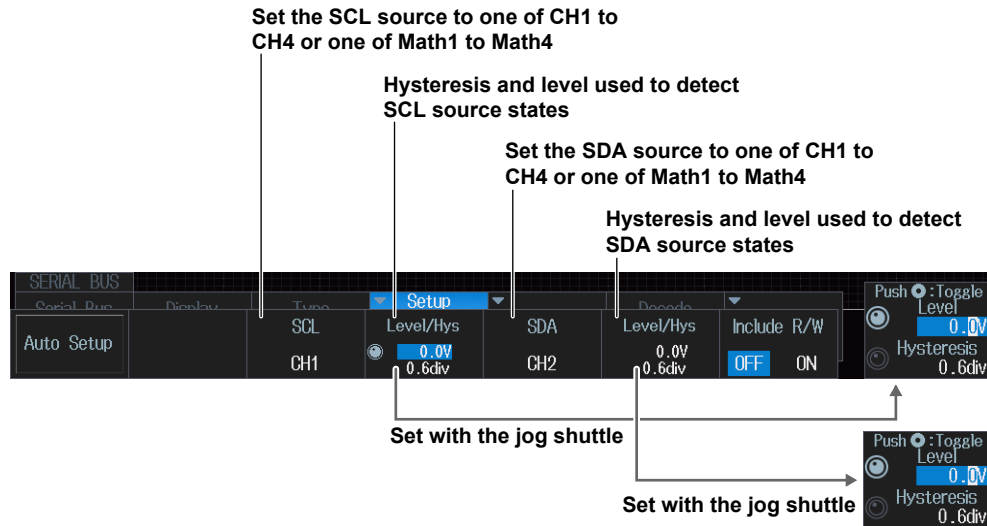 Set the SCL source to one of CH1 to
CH4 or one of Math1 to Math4
Hysteresis and level used to detect
SCL source states
Set the SDA source to one of CH1 to
CH4 or one of Math1 to Math4
Hysteresis and level used to detect
SDA source states
SERIAL BUS
Serial Bus Display Type Setup Decode
Auto Setup
SCL
CH1
Level/Hys
0.0V
0.6div
SDA
CH2
Level/Hys
0.0V
0.6div
Include R/W
OFF ON
Push :Toggle
Level
0.0V
Hysteresis
0.6div
Set with the jog shuttle
Push :Toggle
Level
0.0V
Hysteresis
0.6div
Set with the jog shuttle